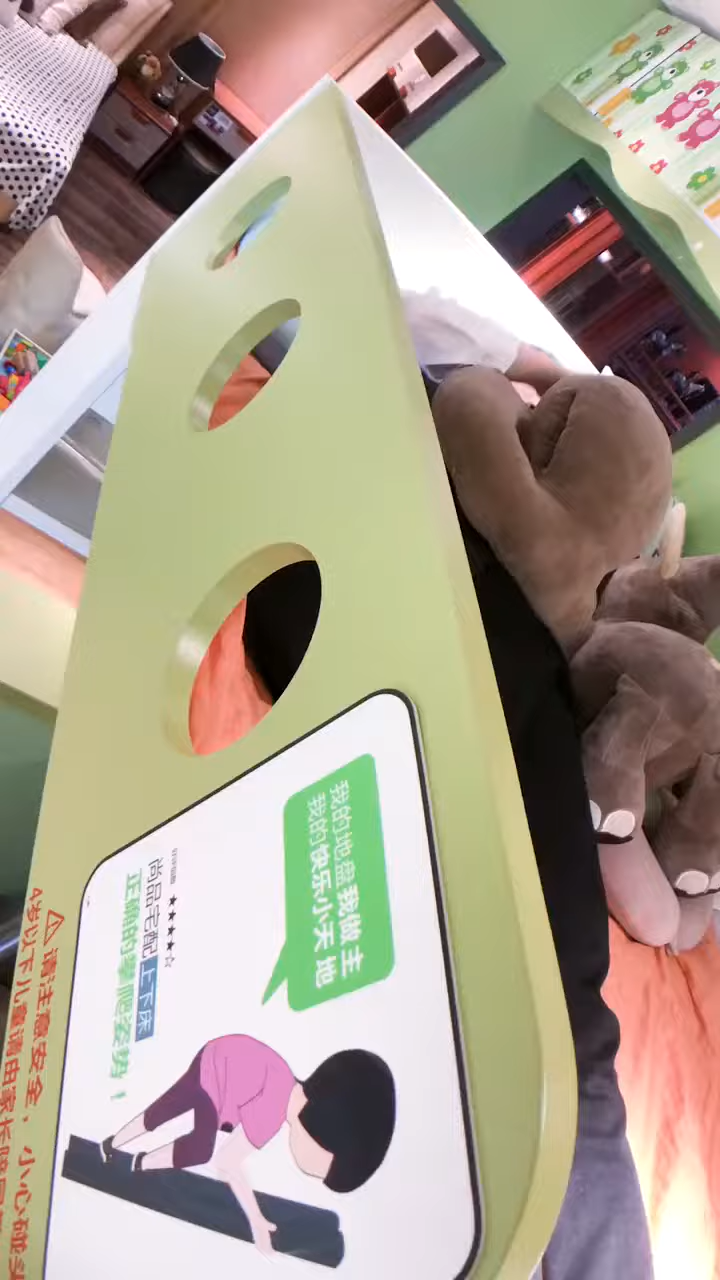 我的地盘我做主
我的快乐小天地
尚品宅配 上下床
正确的攀爬姿势!
请注意安全,小心碰头
4岁以下儿童请由家长陪同